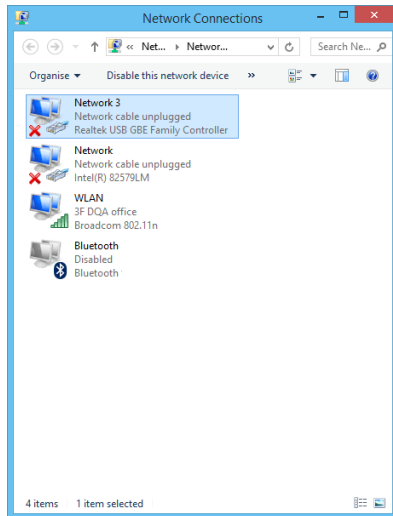 Network Connections
« Net... Networ...
Search Ne...
Organise
Disable this network device
»
Network 3
Network cable unplugged
Realtek USB GBE Family Controller
Network
Network cable unplugged
Intel(R) 82579LM
WLAN
3F DQA office
Broadcom 802.11n
Bluetooth
Disabled
Bluetooth
4 items 1 item selected